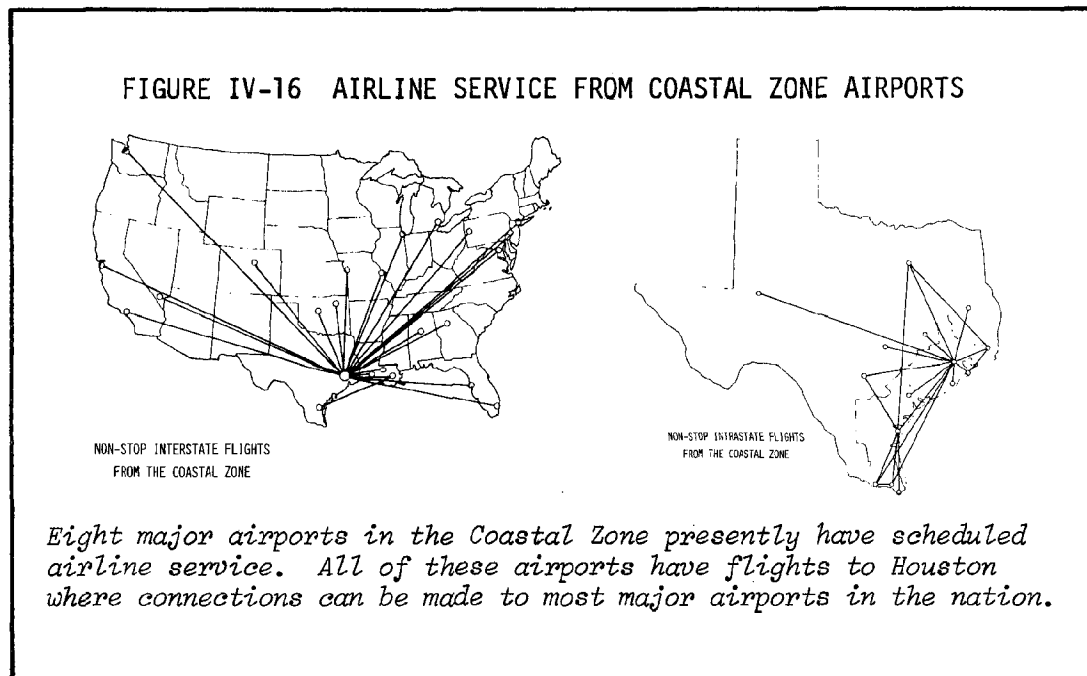 FIGURE IV-16 AIRLINE SERVICE FROM COASTAL ZONE AIRPORTS
NON-STOP INTERSTATE FLIGHTS
FROM THE COASTAL ZONE
NON-STOP INTRASTATE FLIGHTS
FROM THE COASTAL ZONE
Eight major airports in the Coastal Zone presently have scheduled
airline service. All of these airports have flights to Houston
where connections can be made to most major airports in the nation.